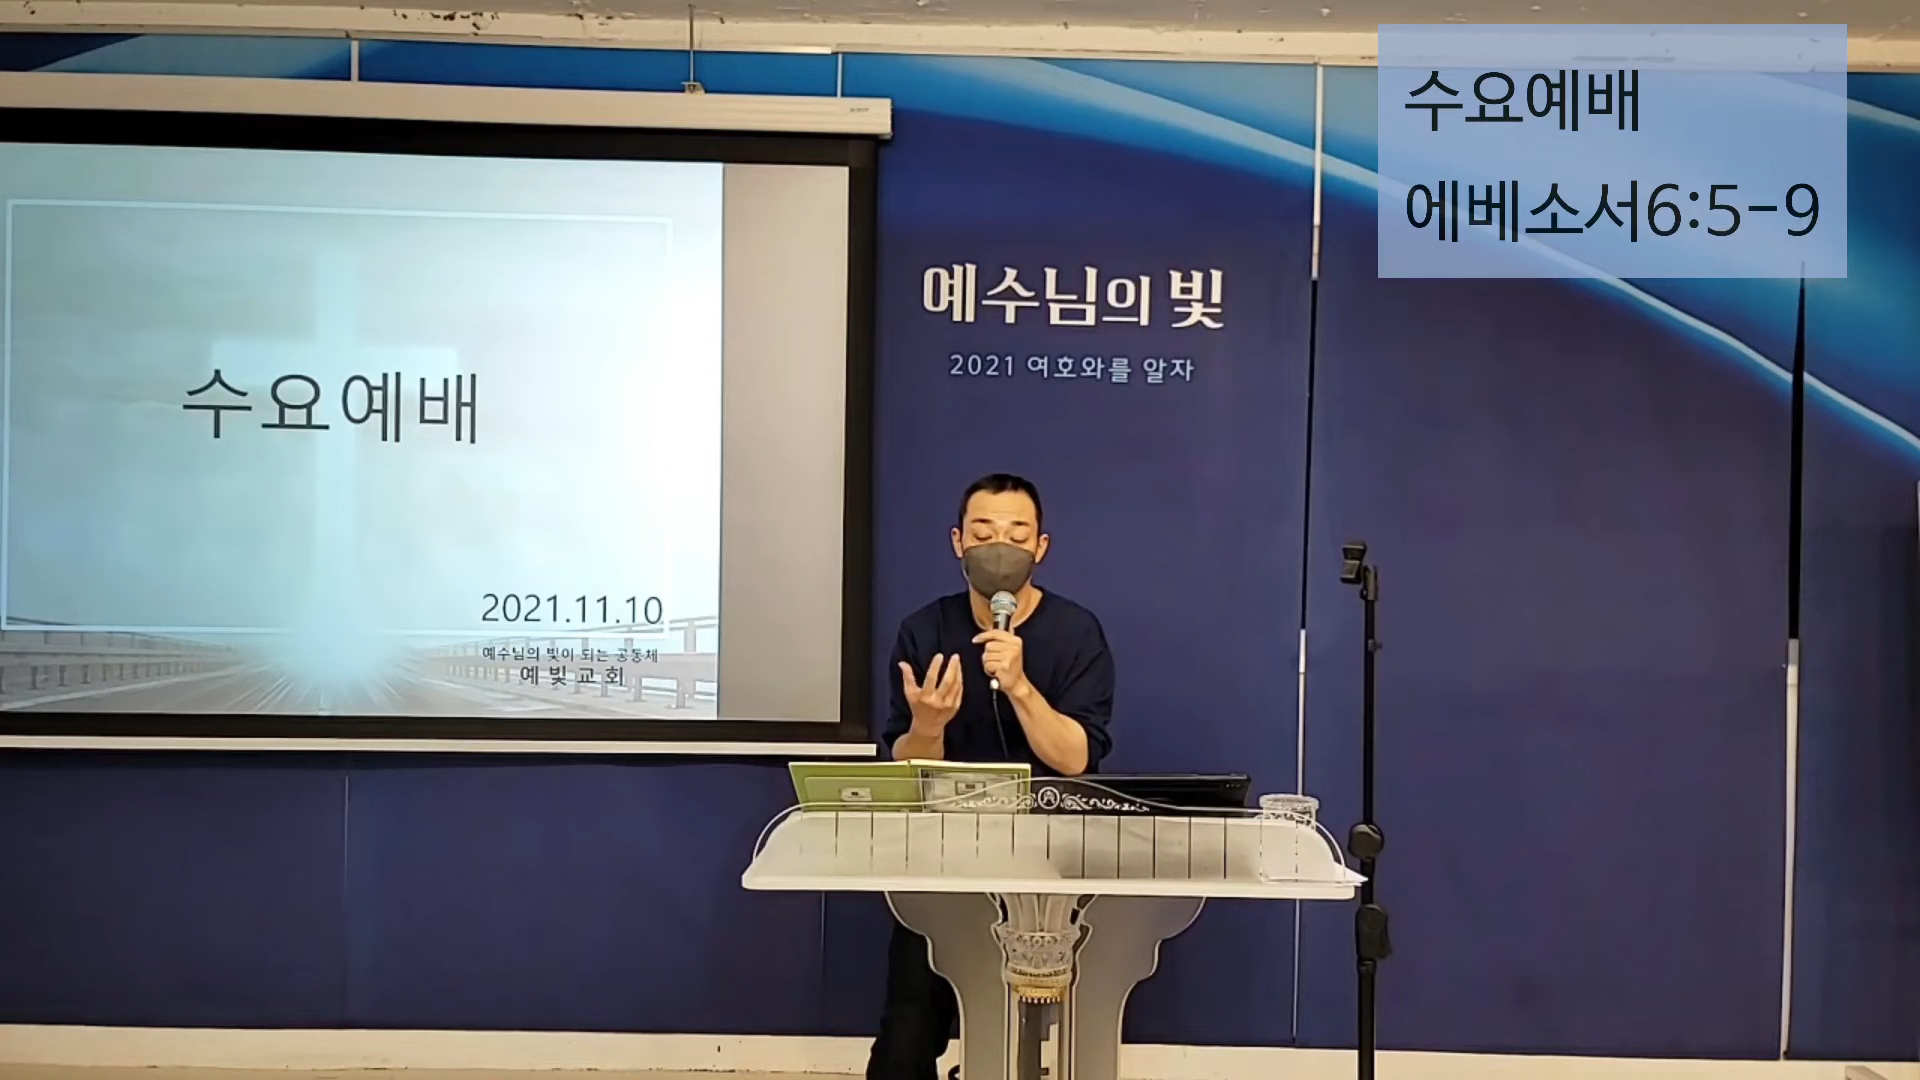 수요예배
에베소서6:5-9
예수님의 빛
2021 여호와를 알자
수요예배
2021.11.10
예수님의 빛이 되는 공동체
예빛교회